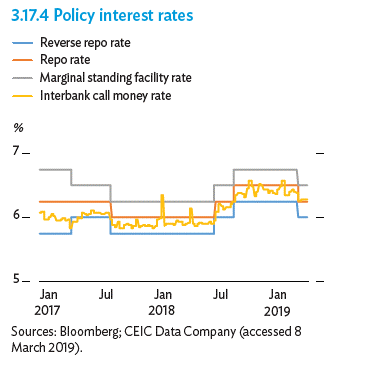 3.17.4 Policy interest rates
Reverse repo rate
Repo rate
Marginal standing facility rate
Interbank call money rate
%
7
6
5
Jan Jul Jan Jul Jan
2017 2018 2019
Sources: Bloomberg; CEIC Data Company (accessed 8
March 2019).